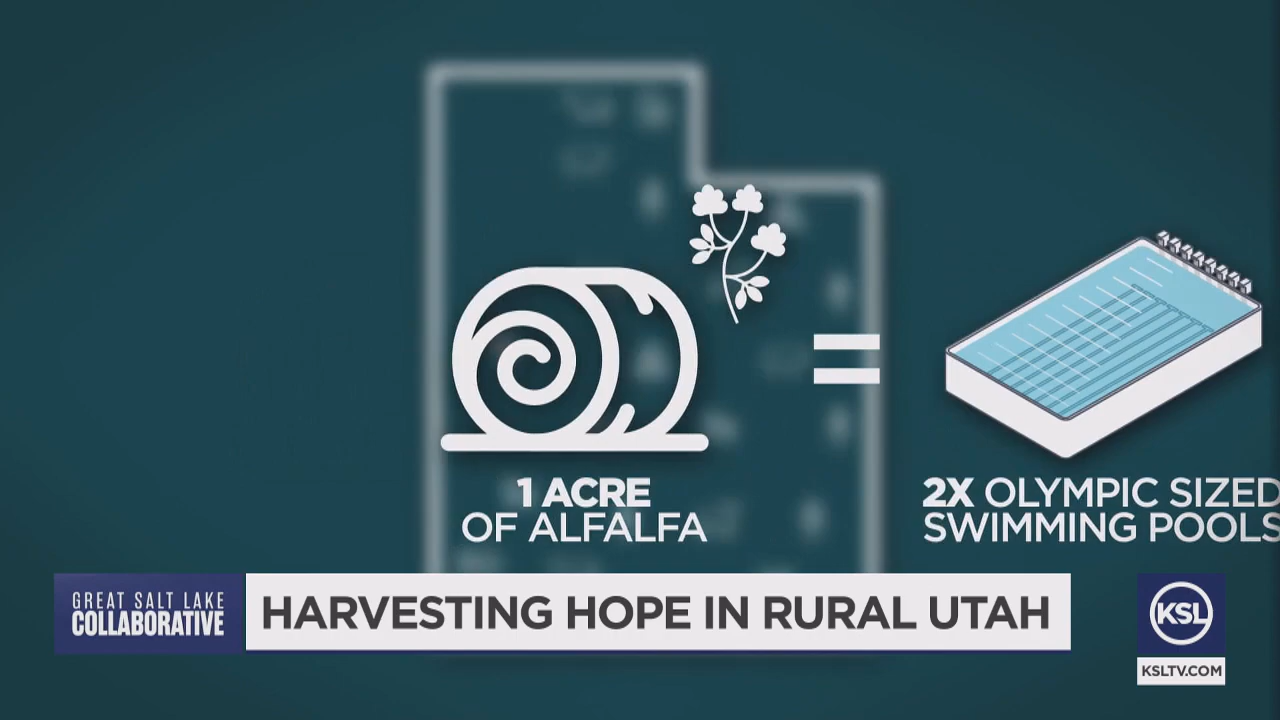 1 ACRE
OF ALFALFA
=
2X OLYMPIC SIZED
SWIMMING POOLS
GREAT SALT LAKE
COLLABORATIVE
HARVESTING HOPE IN RURAL UTAH
KSL
KSLTV.COM